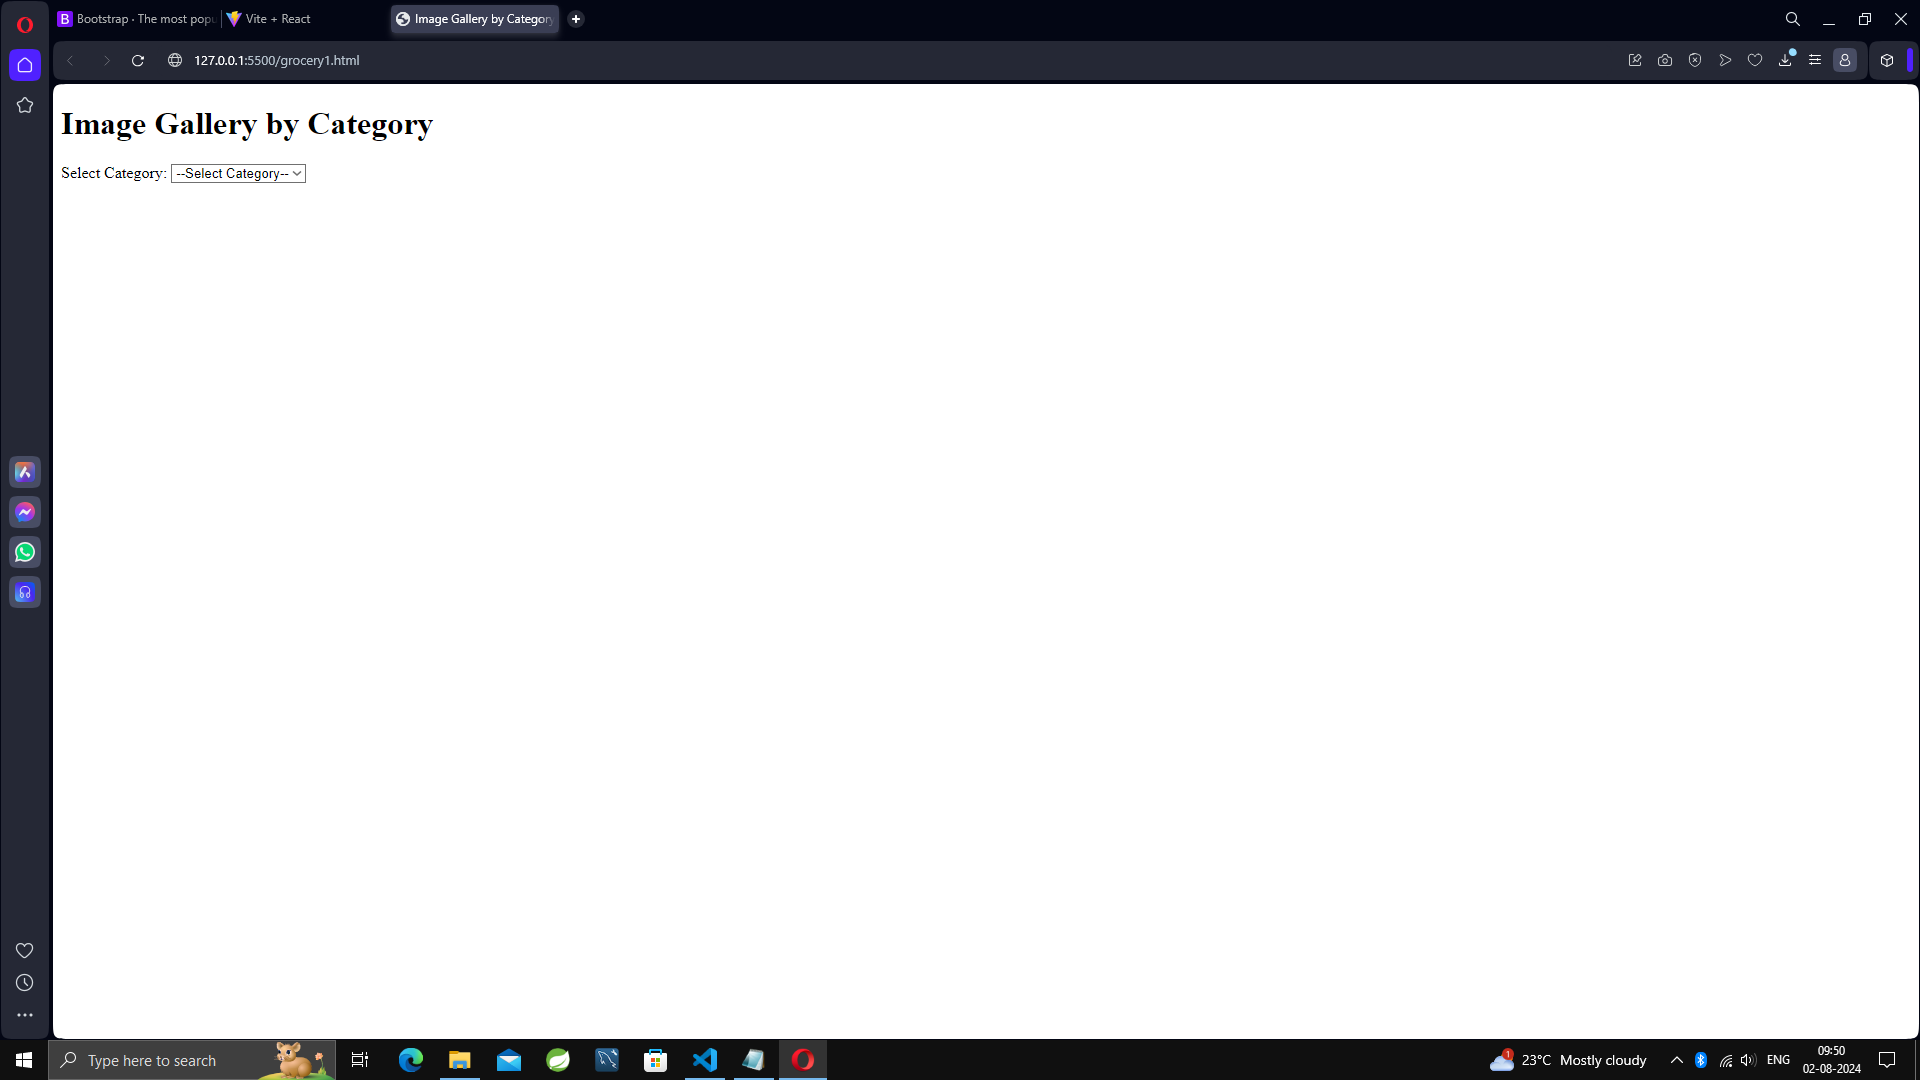 Bootstrap · The most popu
Vite + React
Image Gallery by Category
127.0.0.1:5500/grocery1.html
Image Gallery by Category
Select Category: --Select Category--
Type here to search
1
23°C Mostly cloudy
ENG
09:50
02-08-2024